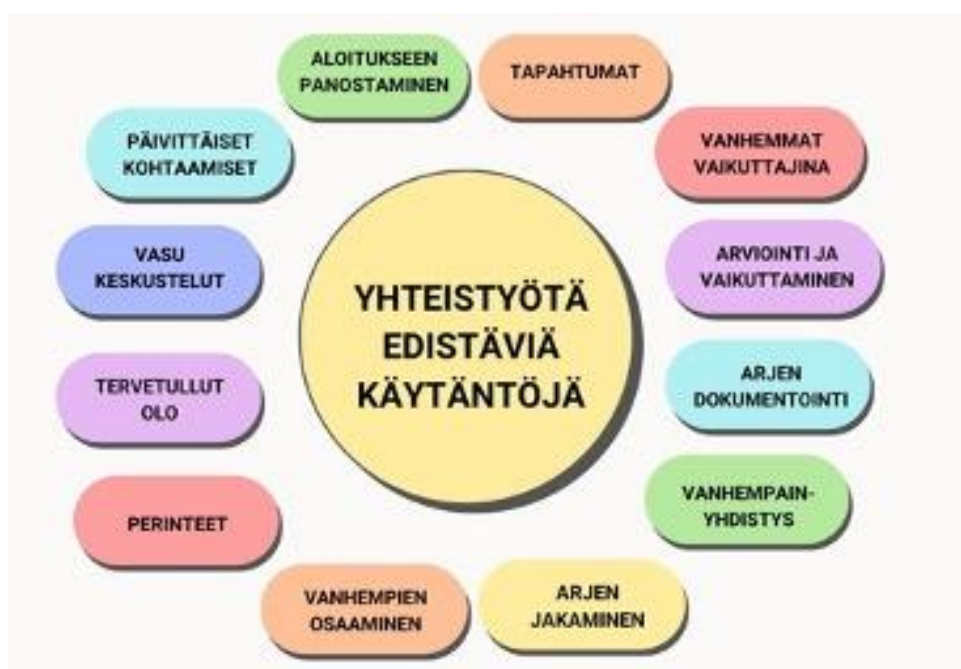 ALOITUKSEEN
PANOSTAMINEN
TAPAHTUMAT
PÄIVITTÄISET
KOHTAAMISET
VANHEMMAT
VAIKUTTAJINA
VASU
KESKUSTELUT
ARVIOINTI JA
VAIKUTTAMINEN
YHTEISTYÖTÄ
EDISTÄVIÄ
KÄYTÄNTÖJÄ
TERVETULLUT
OLO
ARJEN
DOKUMENTOINTI
PERINTEET
VANHEMPAIN-
YHDISTYS
VANHEMPIEN
OSAAMINEN
ARJEN
JAKAMINEN